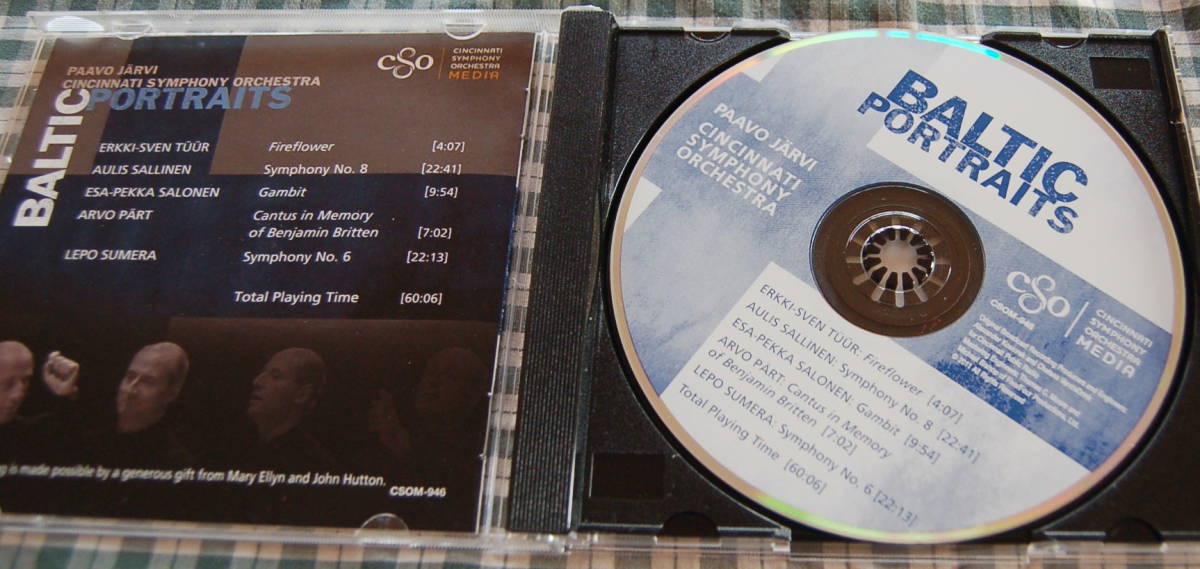 PAAVO JÄRVI
CINCINNATI SYMPHONY ORCHESTRA
BALTIC
PORTRAITS
cso
CINCINNATI
SYMPHONY
ORCHESTRA
MEDIA
ERKKI-SVEN TÜÜR Fireflower [4:07]
AULIS SALLINEN Symphony No. 8 [22:41]
ESA-PEKKA SALONEN Gambit [9:54]
ARVO PÄRT Cantus in Memory
of Benjamin Britten [7:02]
LEPO SUMERA Symphony No. 6 [22:13]
Total Playing Time [60:06]
is made possible by a generous gift from Mary Ellyn and John Hutton.
CSOM-946
BALTIC
PORTRAITS
PAAVO JÄRVI
CINCINNATI
SYMPHONY
ORCHESTRA
cso
CINCINNATI
SYMPHONY
ORCHESTRA
MEDIA
CSOM-946
ERKKI-SVEN TÜÜR: Fireflower [4:07]
AULIS SALLINEN: Symphony No. 8 [22:41]
ESA-PEKKA SALONEN: Gambit [9:54]
ARVO PÄRT: Cantus in Memory
of Benjamin Britten [7:02]
LEPO SUMERA: Symphony No. 6 [22:13]
Total Playing Time [60:06]